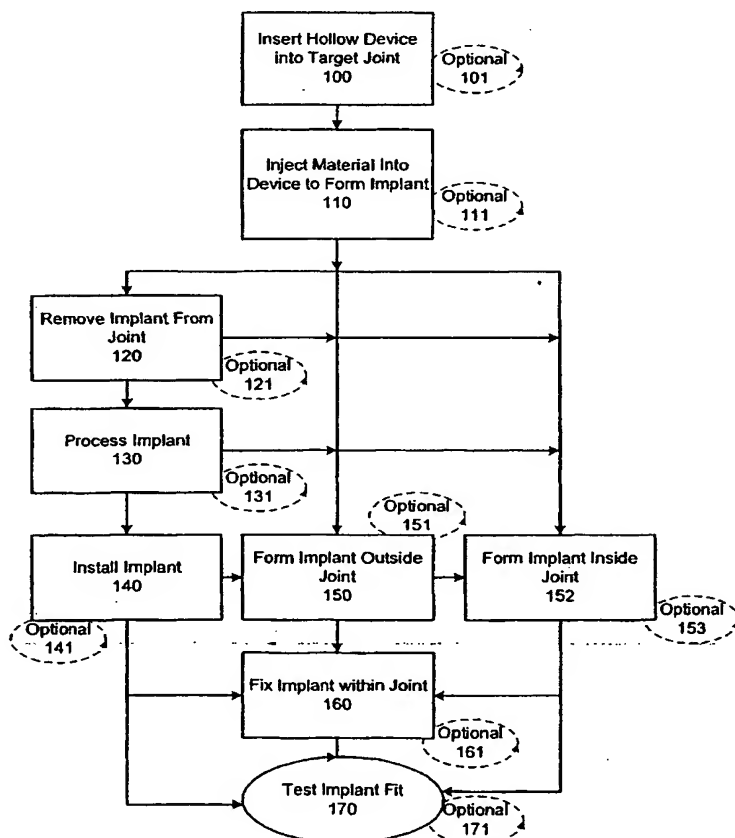 Insert Hollow Device
into Target Joint
100
Optional
101
Inject Material Into
Device to Form Implant
110
Optional
111
Remove Implant From
Joint
120
Optional
121
Process Implant
130
Optional
131
Optional
151
Install Implant
140
Optional
141
Form Implant Outside
Joint
150
Form Implant Inside
Joint
152
Optional
153
Fix Implant within Joint
160
Optional
161
Test Implant Fit
170
Optional
171